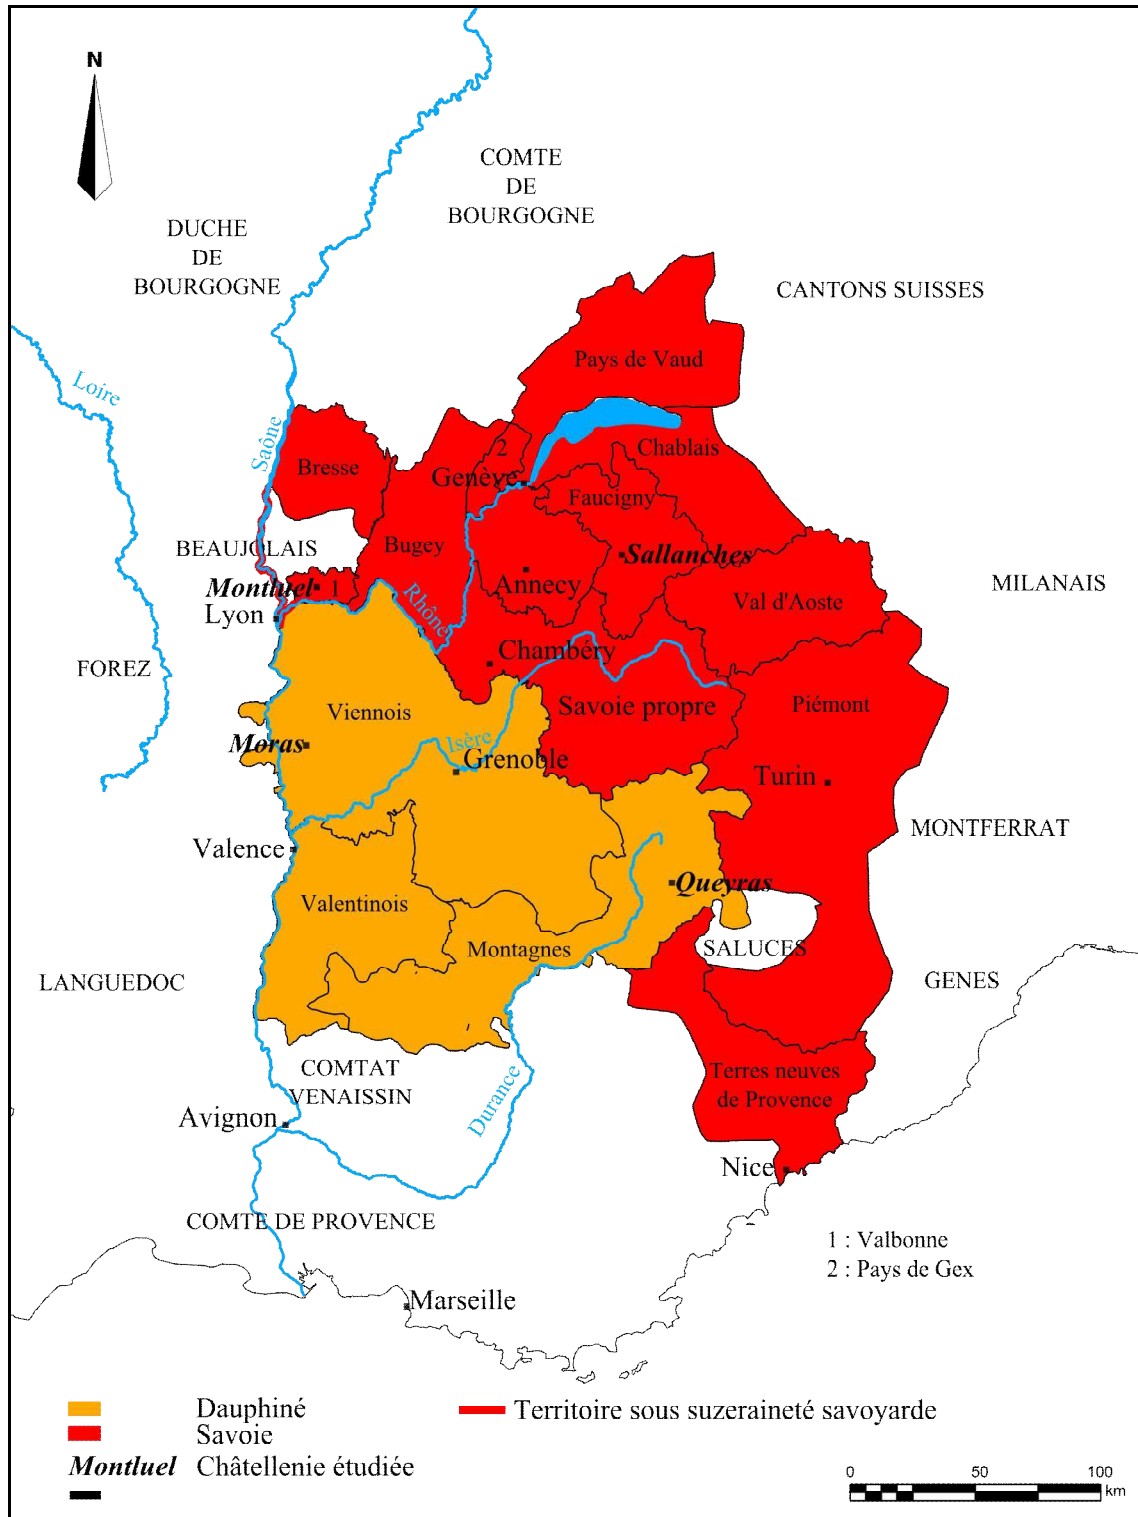 N
COMTE
DE
BOURGOGNE
DUCHE
DE
BOURGOGNE
CANTONS SUISSES
Pays de Vaud
Loire
Saône
Chablais
2
Bresse
Genève
Faucigny
BEAUJOLAIS
Bugey
Sallanches
Annecy
Montluel
1
Rhône
Val d'Aoste
MILANAIS
Lyon
Chambéry
FOREZ
Viennois
Savoie propre
Piémont
Moras
Isère
Grenoble
Turin
Valence
MONTFERRAT
Queyras
Valentinois
Montagnes
SALUCES
LANGUEDOC
GENES
COMTAT
VENAISSIN
Terres neuves
de Provence
Durance
Avignon
Nice
COMTE DE PROVENCE
1 : Valbonne
2 : Pays de Gex
Marseille
Dauphiné
Territoire sous suzeraineté savoyarde
Savoie
Montluel Châtellenie étudiée
0 50 100
km